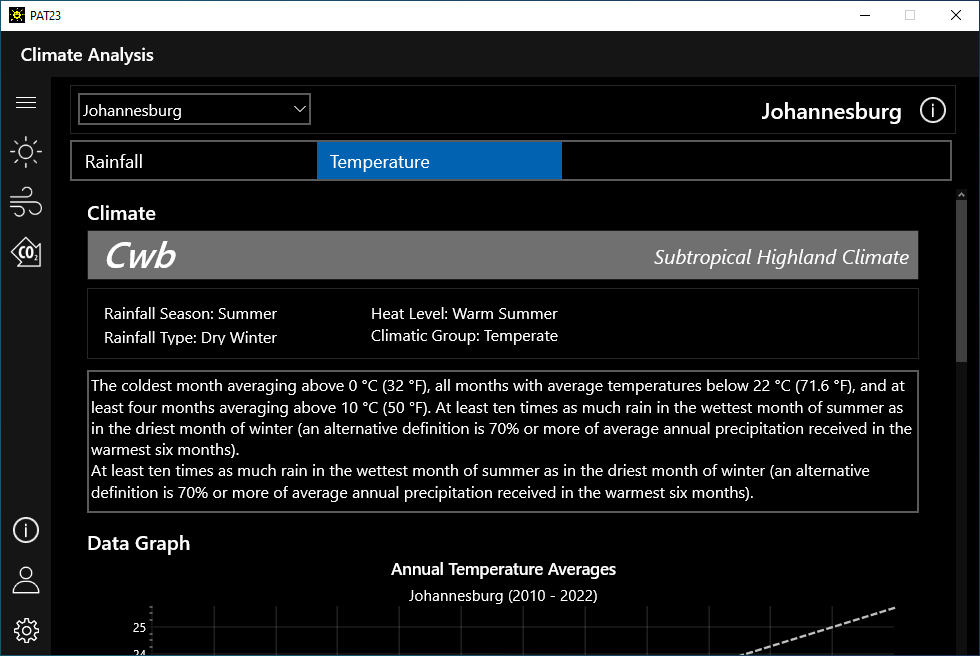 PAT23
Climate Analysis
Johannesburg
Johannesburg
Rainfall
Temperature
Climate
Cwb
Subtropical Highland Climate
Rainfall Season: Summer
Heat Level: Warm Summer
Rainfall Type: Dry Winter
Climatic Group: Temperate
CO₂
The coldest month averaging above 0 °C (32 °F), all months with average temperatures below 22 °C (71.6 °F), and at
least four months averaging above 10 °C (50 °F). At least ten times as much rain in the wettest month of summer as
in the driest month of winter (an alternative definition is 70% or more of average annual precipitation received in the
warmest six months).
At least ten times as much rain in the wettest month of summer as in the driest month of winter (an alternative
definition is 70% or more of average annual precipitation received in the warmest six months).
Data Graph
Annual Temperature Averages
Johannesburg (2010 - 2022)
25
24